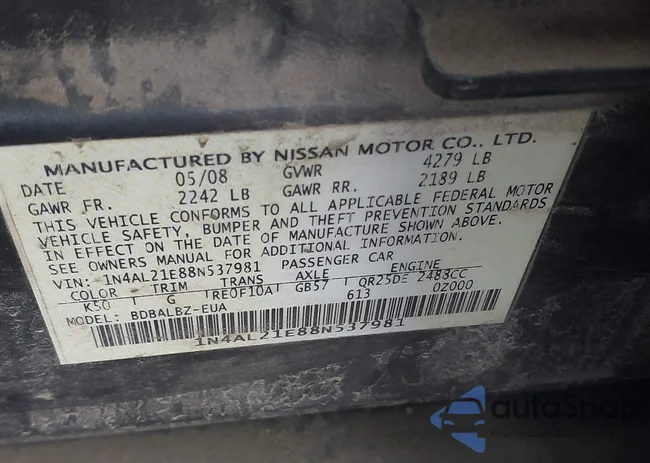 MANUFACTURED BY NISSAN MOTOR CO., LTD.
DATE 05/08 GVWR 4279 LB
GAWR FR. 2242 LB GAWR RR. 2189 LB
THIS VEHICLE CONFORMS TO ALL APPLICABLE FEDERAL MOTOR
VEHICLE SAFETY, BUMPER AND THEFT PREVENTION STANDARDS
IN EFFECT ON THE DATE OF MANUFACTURE SHOWN ABOVE.
SEE OWNERS MANUAL FOR ADDITIONAL INFORMATION.
VIN: 1N4AL21E88N537981 PASSENGER CAR
COLOR TRIM TRANS AXLE ENGINE
K50 G RE0F10A GB57 QR25DE 2488CC
613 0Z000
MODEL: BDBALBZ-EUA
1N4AL21E88N537981
autoSnap